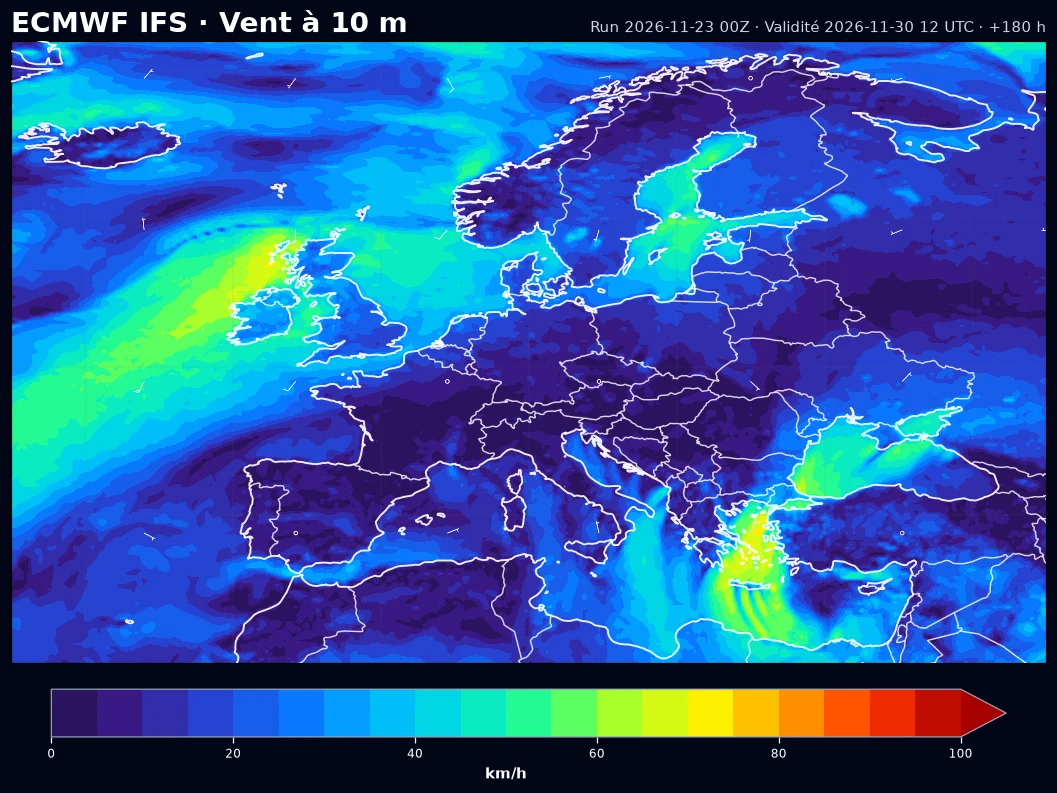 ECMWF IFS · Vent à 10 m
Run 2026-11-23 00Z · Validité 2026-11-30 12 UTC · +180 h
0 20 40 60 80 100
km/h